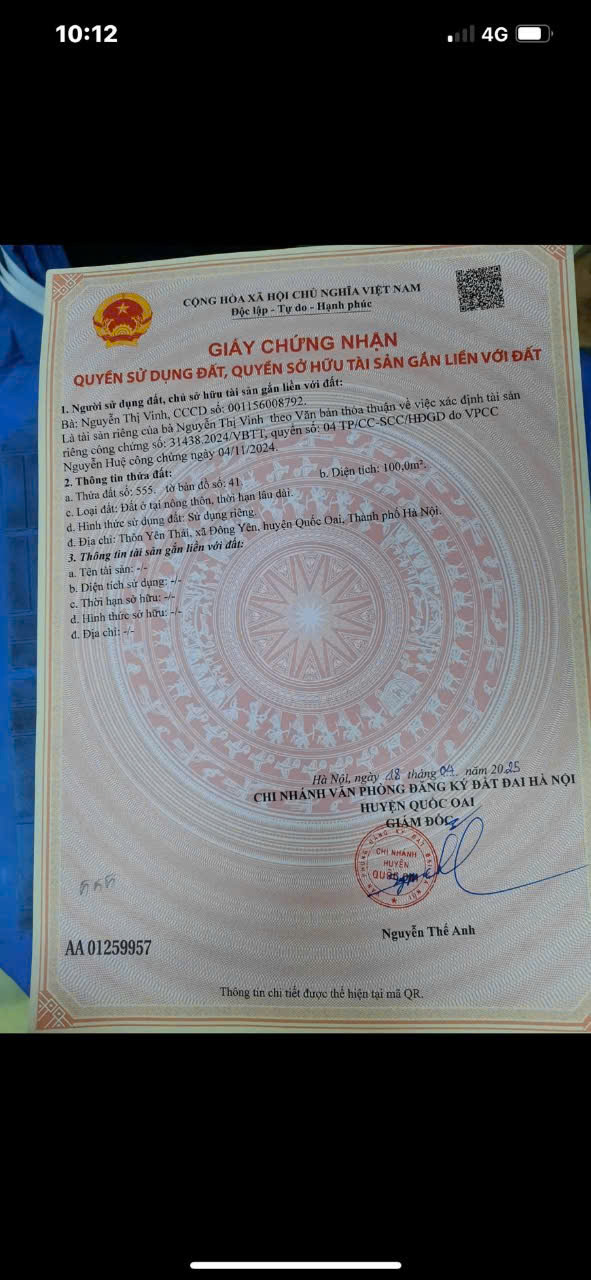 10:12
4G
CỘNG HÒA XÃ HỘI CHỦ NGHĨA VIỆT NAM
Độc lập - Tự do - Hạnh phúc
GIẤY CHỨNG NHẬN
QUYỀN SỬ DỤNG ĐẤT, QUYỀN SỞ HỮU TÀI SẢN GẮN LIỀN VỚI ĐẤT
1. Người sử dụng đất, chủ sở hữu tài sản gắn liền với đất:
Bà: Nguyễn Thị Vinh, CCCD số: 001156008792.
Là tài sản riêng của bà Nguyễn Thị Vinh theo Văn bản thỏa thuận về việc xác định tài sản
riêng công chứng số: 31438.2024/VBTT, quyển số: 04 TP/CC-SCC/HĐGD do VPCC
Nguyễn Huệ công chứng ngày 04/11/2024.
2. Thông tin thửa đất:
a. Thửa đất số: 555. tờ bản đồ số: 41. b. Diện tích: 100,0m².
c. Loại đất: Đất ở tại nông thôn, thời hạn lâu dài.
d. Hình thức sử dụng đất: Sử dụng riêng.
đ. Địa chỉ: Thôn Yên Thái, xã Đông Yên, huyện Quốc Oai, Thành phố Hà Nội.
3. Thông tin tài sản gắn liền với đất:
a. Tên tài sản: -/-
b. Diện tích sử dụng: -/-
c. Thời hạn sở hữu: -/-
d. Hình thức sở hữu: -/-
đ. Địa chỉ: -/-
Hà Nội, ngày 18 tháng 04 năm 2025
CHI NHÁNH VĂN PHÒNG ĐĂNG KÝ ĐẤT ĐAI HÀ NỘI
HUYỆN QUỐC OAI
GIÁM ĐỐC
CHI NHÁNH
HUYỆN
555
Nguyễn Thế Anh
AA 01259957
Thông tin chi tiết được thể hiện tại mã QR.